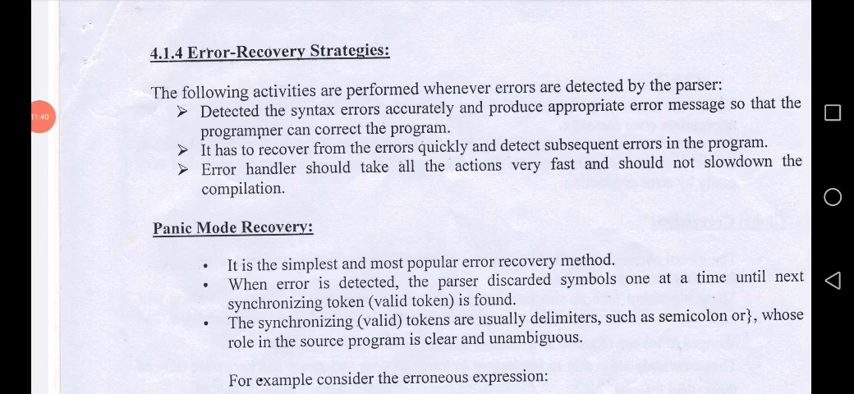 4.1.4 Error-Recovery Strategies:
The following activities are performed whenever errors are detected by the parser:
➢ Detected the syntax errors accurately and produce appropriate error message so that the
programmer can correct the program.
➢ It has to recover from the errors quickly and detect subsequent errors in the program.
➢ Error handler should take all the actions very fast and should not slowdown the
compilation.
11:40
Panic Mode Recovery:
• It is the simplest and most popular error recovery method.
• When error is detected, the parser discarded symbols one at a time until next
synchronizing token (valid token) is found.
• The synchronizing (valid) tokens are usually delimiters, such as semicolon or}, whose
role in the source program is clear and unambiguous.
For example consider the erroneous expression: